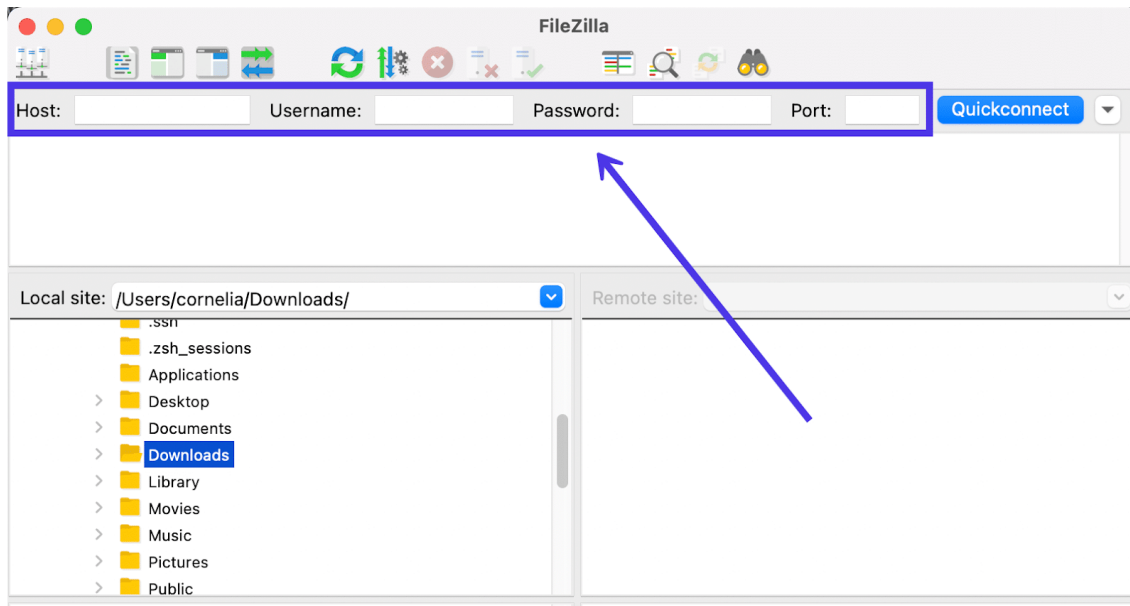 FileZilla
Host: Username: Password: Port: Quickconnect
Local site: /Users/cornelia/Downloads/ Remote site:
.ssh
.zsh_sessions
Applications
Desktop
Documents
Downloads
Library
Movies
Music
Pictures
Public